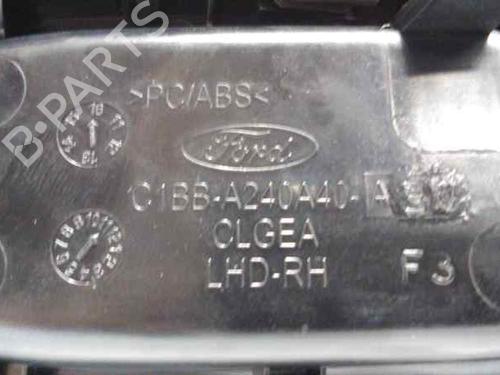 >PC/ABS<
Ford
C1BB-A240A40-A
CLGEA
LHD-RH F3
B-PARTS